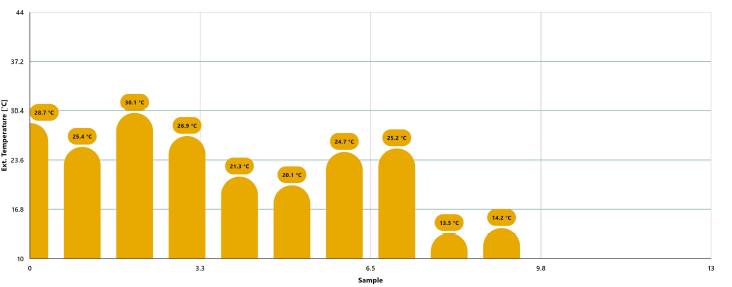 44
37.2
30.4
23.6
16.8
10
Ext. Temperature [°C]
28.7 °C
25.4 °C
30.1 °C
26.9 °C
21.3 °C
20.1 °C
24.7 °C
25.2 °C
13.5 °C
14.2 °C
0
3.3
6.5
9.8
13
Sample